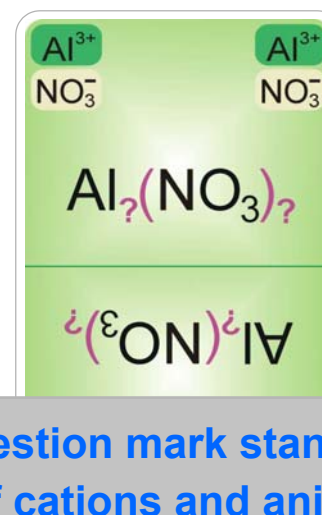 Al³⁺ Al³⁺
NO₃⁻ NO₃⁻
Al?(NO₃)?
Al?(NO₃)?
estion mark stan
f cations and ani